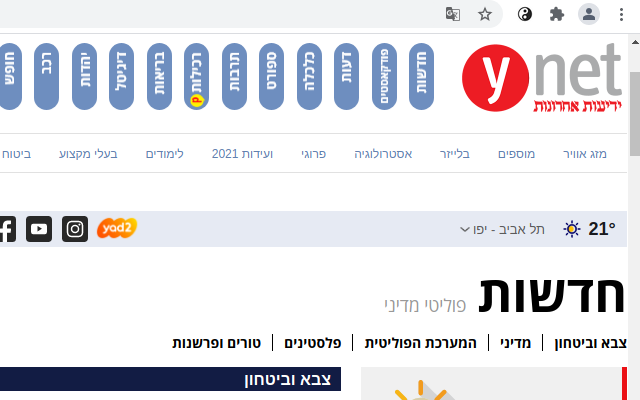 ynet
ידיעות אחרונות
חדשות
פודקאסטים
דעות
כלכלה
ספורט
תרבות
רכילות
בריאות
דיגיטל
יהדות
רכב
חופש
מזג אוויר
מוספים
בלייזר
אסטרולוגיה
פרוגי
ועידות 2021
לימודים
בעלי מקצוע
ביטוח
21°
תל אביב - יפו
yad2
חדשות פוליטי מדיני
צבא וביטחון | מדיני | המערכת הפוליטית | פלסטינים | טורים ופרשנות
צבא וביטחון